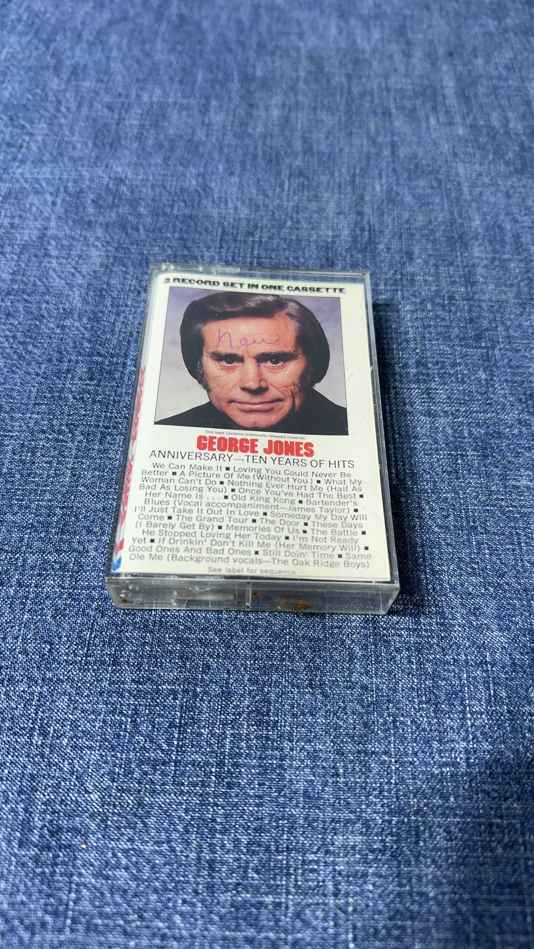 2 RECORD SET IN ONE CASSETTE
New
GEORGE JONES
ANNIVERSARY—TEN YEARS OF HITS
We Can Make It ■ Loving You Could Never Be
Better ■ A Picture Of Me (Without You) ■ What My
Woman Can't Do ■ Nothing Ever Hurt Me (Half As
Bad As Losing You) ■ Once You've Had The Best ■
Her Name Is . . . ■ Old King Kong ■ Bartender's
Blues (Vocal accompaniment—James Taylor) ■
I'll Just Take It Out In Love ■ Someday My Day Will
Come ■ The Grand Tour ■ The Door ■ These Days
(I Barely Get By) ■ Memories Of Us ■ The Battle ■
He Stopped Loving Her Today ■ I'm Not Ready
Yet ■ If Drinkin' Don't Kill Me (Her Memory Will) ■
Good Ones And Bad Ones ■ Still Doin' Time ■ Same
Ole Me (Background vocals—The Oak Ridge Boys)
See label for sequence